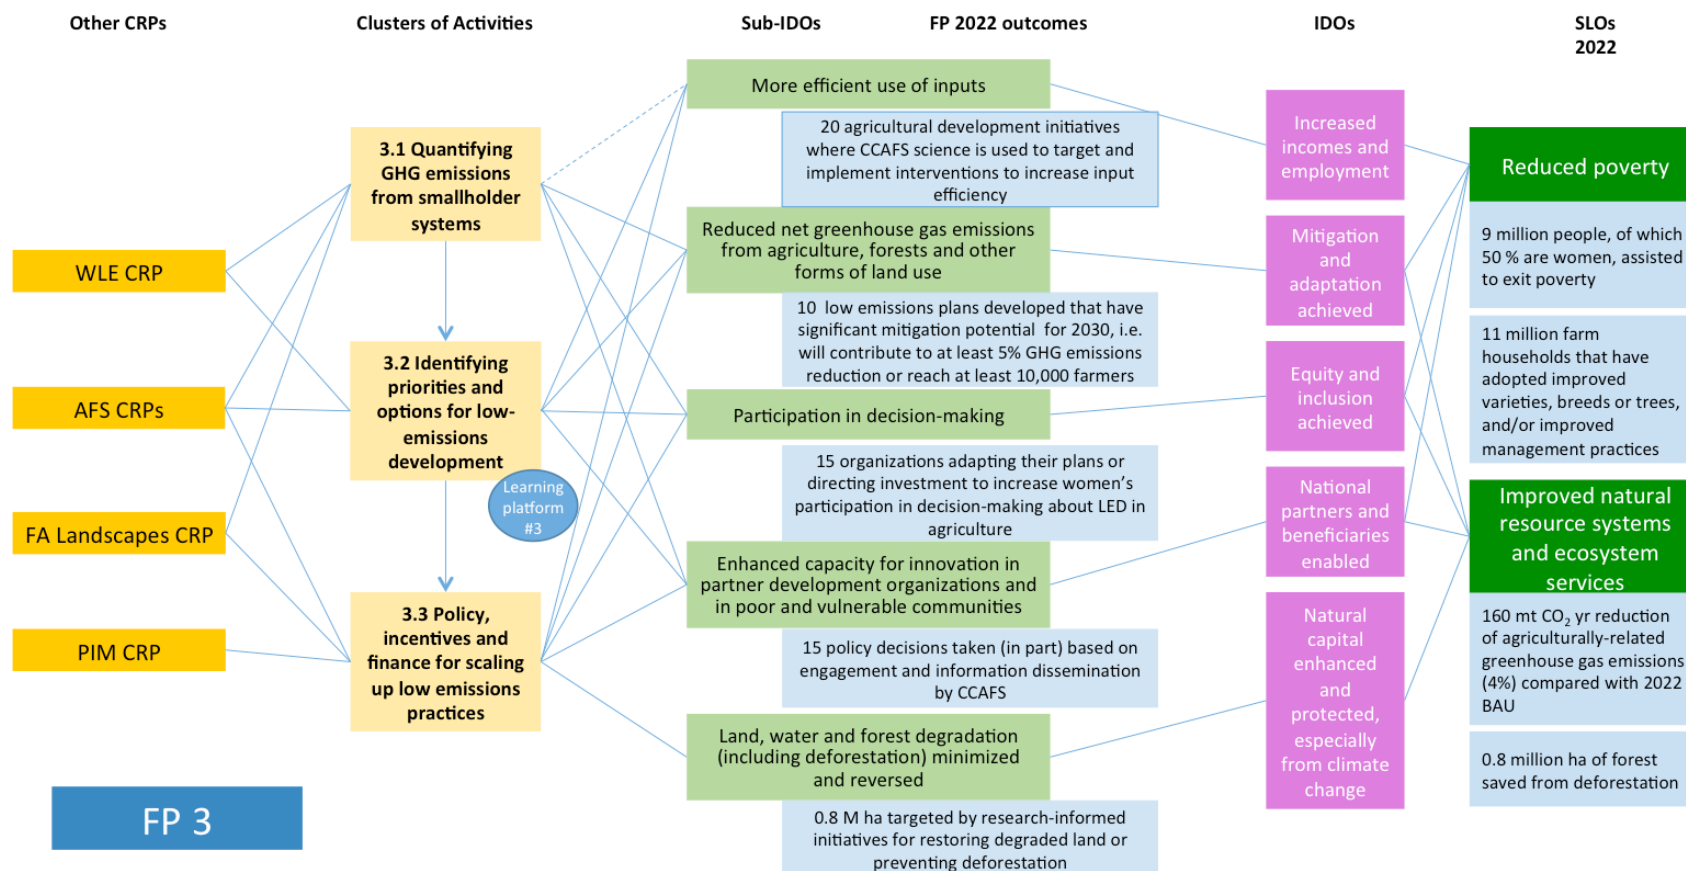 Other CRPs
Clusters of Activities
Sub-IDOs
FP 2022 outcomes
IDOs
SLOs
2022
WLE CRP
AFS CRPs
FA Landscapes CRP
PIM CRP
FP 3
3.1 Quantifying
GHG emissions
from smallholder
systems
3.2 Identifying
priorities and
options for low-
emissions
development
Learning
platform
#3
3.3 Policy,
incentives and
finance for scaling
up low emissions
practices
More efficient use of inputs
20 agricultural development initiatives
where CCAFS science is used to target and
implement interventions to increase input
efficiency
Reduced net greenhouse gas emissions
from agriculture, forests and other
forms of land use
10 low emissions plans developed that have
significant mitigation potential for 2030, i.e.
will contribute to at least 5% GHG emissions
reduction or reach at least 10,000 farmers
Participation in decision-making
15 organizations adapting their plans or
directing investment to increase women’s
participation in decision-making about LED in
agriculture
Enhanced capacity for innovation in
partner development organizations and
in poor and vulnerable communities
15 policy decisions taken (in part) based on
engagement and information dissemination
by CCAFS
Land, water and forest degradation
(including deforestation) minimized
and reversed
0.8 M ha targeted by research-informed
initiatives for restoring degraded land or
preventing deforestation
Increased
incomes and
employment
Mitigation
and
adaptation
achieved
Equity and
inclusion
achieved
National
partners and
beneficiaries
enabled
Natural
capital
enhanced
and
protected,
especially
from climate
change
Reduced poverty
9 million people, of which
50 % are women, assisted
to exit poverty
11 million farm
households that have
adopted improved
varieties, breeds or trees,
and/or improved
management practices
Improved natural
resource systems
and ecosystem
services
160 mt CO₂ yr reduction
of agriculturally-related
greenhouse gas emissions
(4%) compared with 2022
BAU
0.8 million ha of forest
saved from deforestation